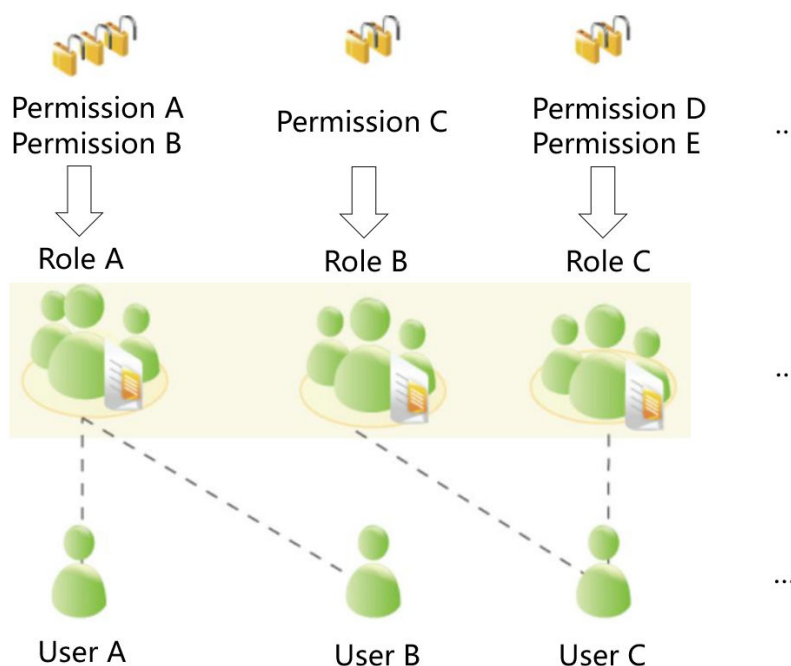 Permission A
Permission B
Permission C
Permission D
Permission E
...
Role A
Role B
Role C
...
User A
User B
User C
...